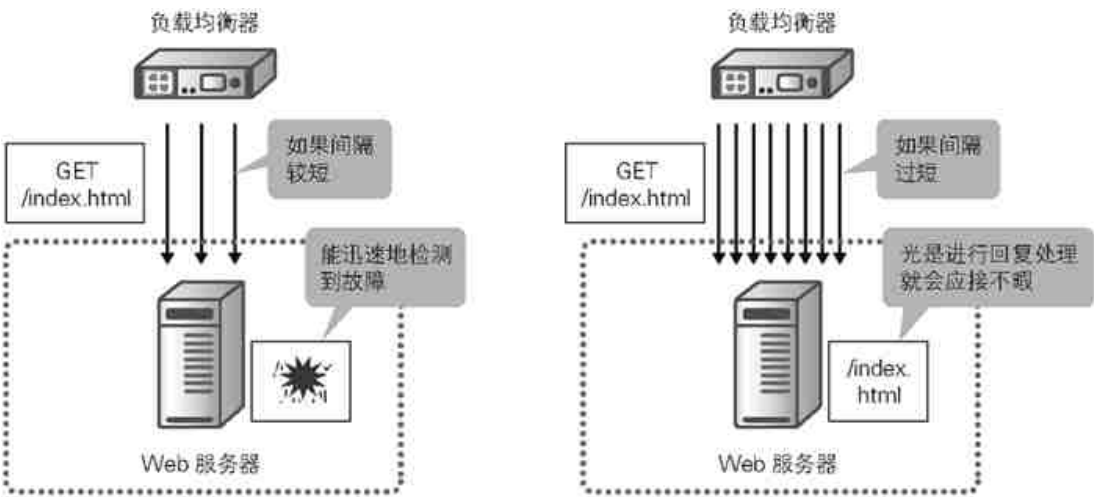 负载均衡器
GET
/index.html
如果间隔
较短
能迅速地检测
到故障
Web 服务器
负载均衡器
GET
/index.html
如果间隔
过短
光是进行回复处理
就会应接不暇
/index.
html
Web 服务器